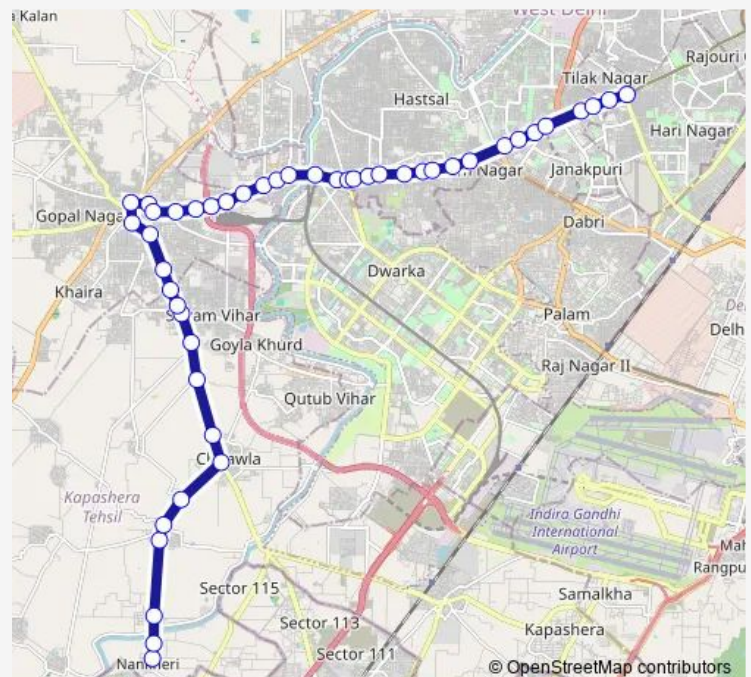 a Kalan
West Delhi
Tilak Nagar
Rajouri
Hastsal
Hari Nagar
Nagar
Janakpuri
Gopal Naga
Dabri
Khaira
Dwarka
Palam
Delh
Vihar
Goyla Khurd
Raj Nagar II
Qutub Vihar
Kapashera
Tehsil
Indira Gandhi
International
Airport
Mah
Rangpu
Sector 115
Samalkha
Sector 113
Kapashera
Sector 111
© OpenStreetMap contributors